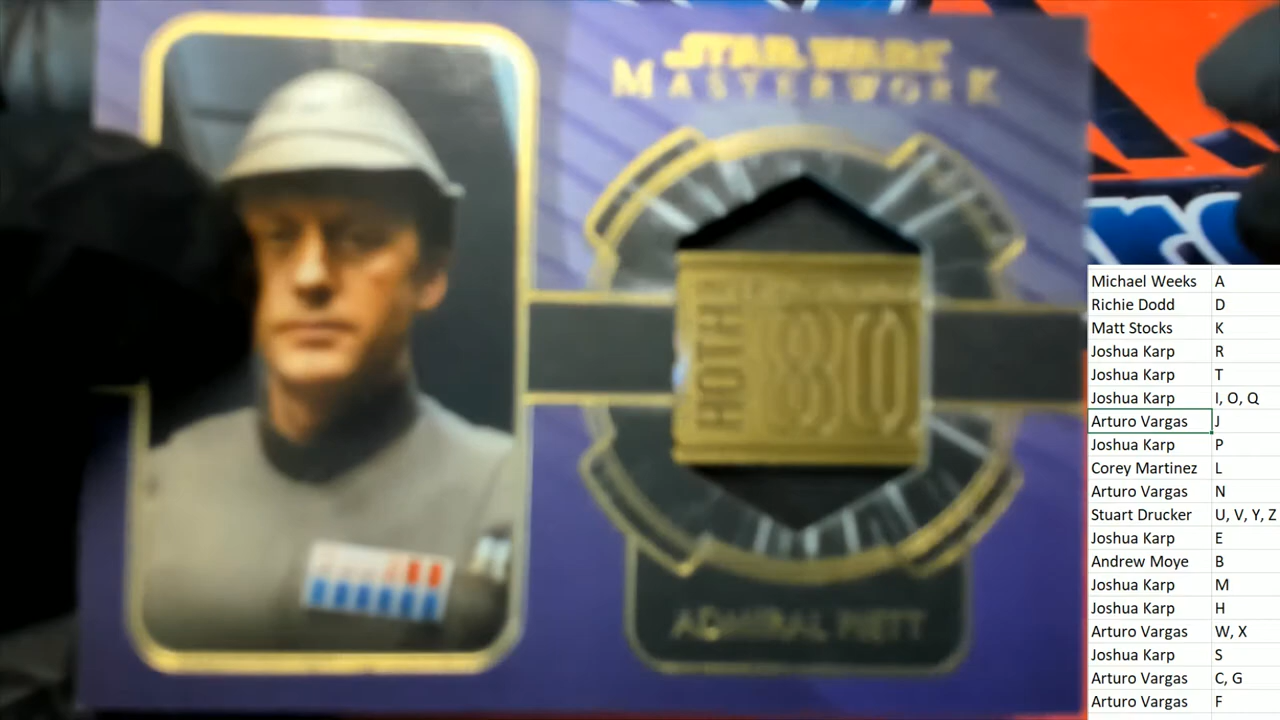 STAR WARS
MASTERWORK
HOTH
80
ADMIRAL PIETT
Michael Weeks A
Richie Dodd D
Matt Stocks K
Joshua Karp R
Joshua Karp T
Joshua Karp I, O, Q
Arturo Vargas J
Joshua Karp P
Corey Martinez L
Arturo Vargas N
Stuart Drucker U, V, Y, Z
Joshua Karp E
Andrew Moye B
Joshua Karp M
Joshua Karp H
Arturo Vargas W, X
Joshua Karp S
Arturo Vargas C, G
Arturo Vargas F